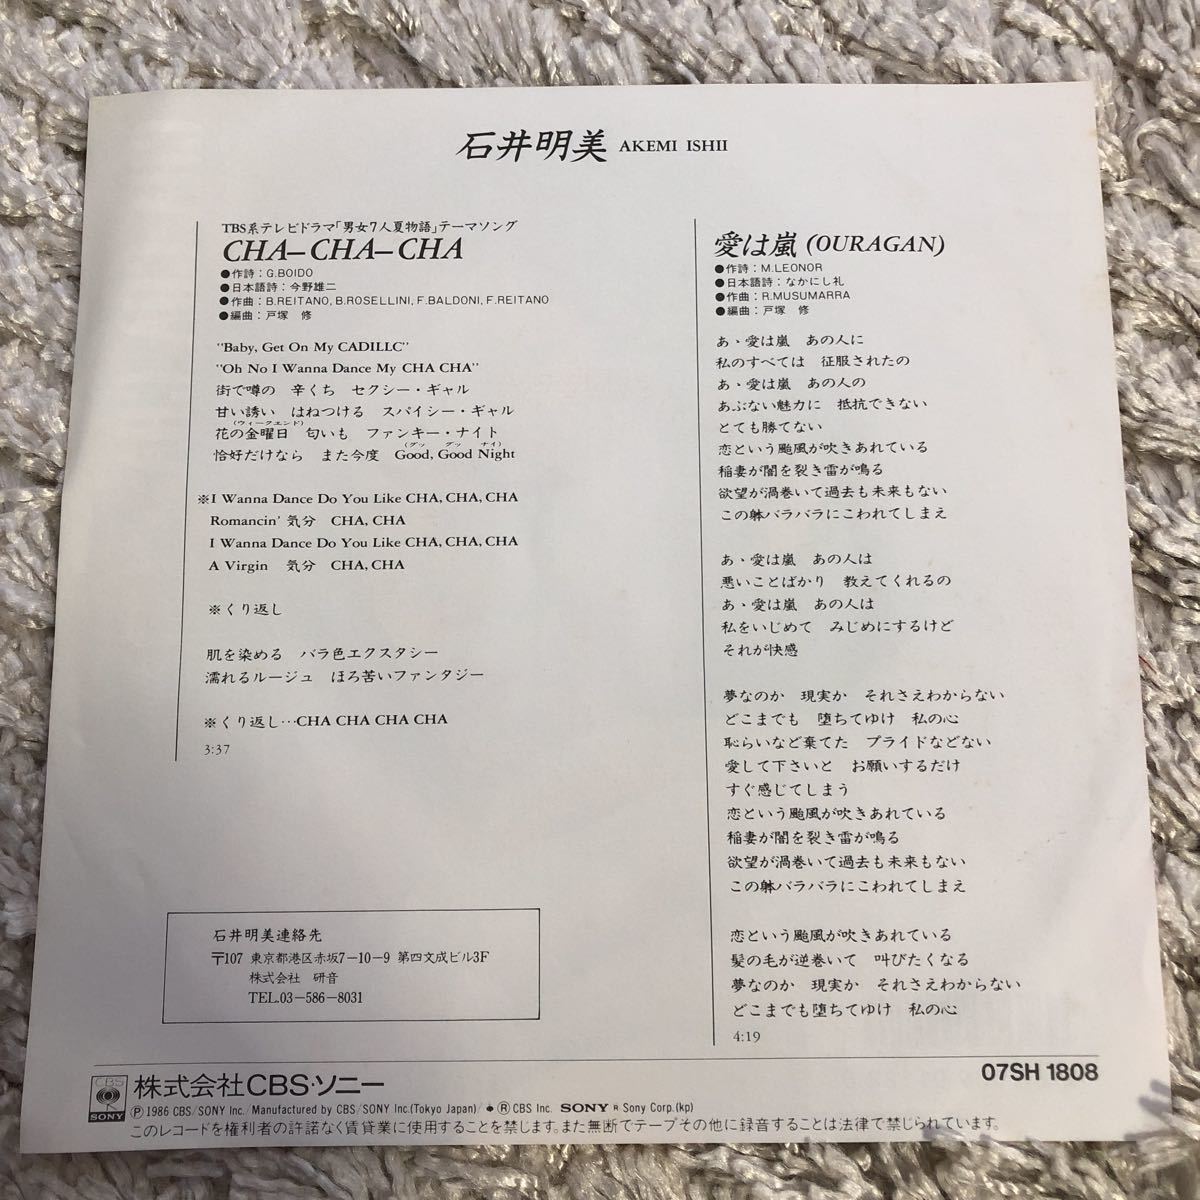 石井明美 AKEMI ISHII
TBS系テレビドラマ「男女7人夏物語」テーマソング
CHA–CHA–CHA
●作詩：G.BOIDO
●日本語詩：今野雄二
●作曲：B.REITANO, B.ROSELLINI, F.BALDONI, F.REITANO
●編曲：戸塚　修
"Baby, Get On My CADILLC"
"Oh No I Wanna Dance My CHA CHA"
街で噂の　辛くち　セクシー・ギャル
甘い誘い　はねつける　スパイシー・ギャル
花の金曜日（ウィークエンド）　匂いも　ファンキー・ナイト
恰好だけなら　また今度　Good, Good Night（グッ　グッ　ナイ）
※I Wanna Dance Do You Like CHA, CHA, CHA
Romancin' 気分　CHA, CHA
I Wanna Dance Do You Like CHA, CHA, CHA
A Virgin　気分　CHA, CHA
※くり返し
肌を染める　バラ色エクスタシー
濡れるルージュ　ほろ苦いファンタジー
※くり返し…CHA CHA CHA CHA
3:37
愛は嵐 (OURAGAN)
●作詩：M.LEONOR
●日本語詩：なかにし礼
●作曲：R.MUSUMARRA
●編曲：戸塚　修
あゝ愛は嵐　あの人に
私のすべては　征服されたの
あゝ愛は嵐　あの人の
あぶない魅力に　抵抗できない
とても勝てない
恋という颱風が吹きあれている
稲妻が闇を裂き雷が鳴る
欲望が渦巻いて過去も未来もない
この躰バラバラにこわれてしまえ
あゝ愛は嵐　あの人は
悪いことばかり　教えてくれるの
あゝ愛は嵐　あの人は
私をいじめて　みじめにするけど
それが快感
夢なのか　現実か　それさえわからない
どこまでも　堕ちてゆけ　私の心
恥らいなど棄てた　プライドなどない
愛して下さいと　お願いするだけ
すぐ感じてしまう
恋という颱風が吹きあれている
稲妻が闇を裂き雷が鳴る
欲望が渦巻いて過去も未来もない
この躰バラバラにこわれてしまえ
恋という颱風が吹きあれている
髪の毛が逆巻いて　叫びたくなる
夢なのか　現実か　それさえわからない
どこまでも堕ちてゆけ　私の心
4:19
石井明美連絡先
〒107 東京都港区赤坂7−10−9 第四文成ビル3F
株式会社　研音
TEL.03−586−8031
CBS SONY 株式会社CBS・ソニー
07SH 1808
Ⓟ1986 CBS/SONY Inc./Manufactured by CBS/SONY Inc.(Tokyo Japan)/ ® CBS Inc. SONY ® Sony Corp.(kp)
このレコードを権利者の許諾なく賃貸業に使用することを禁じます。また無断でテープその他に録音することは法律で禁じられています。